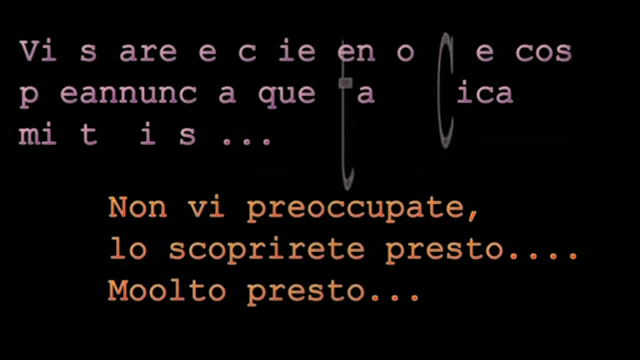 Vi s are e c ie en o e cos
p eannunc a que a ica
mi t i s ...
Non vi preoccupate,
lo scoprirete presto....
Moolto presto...